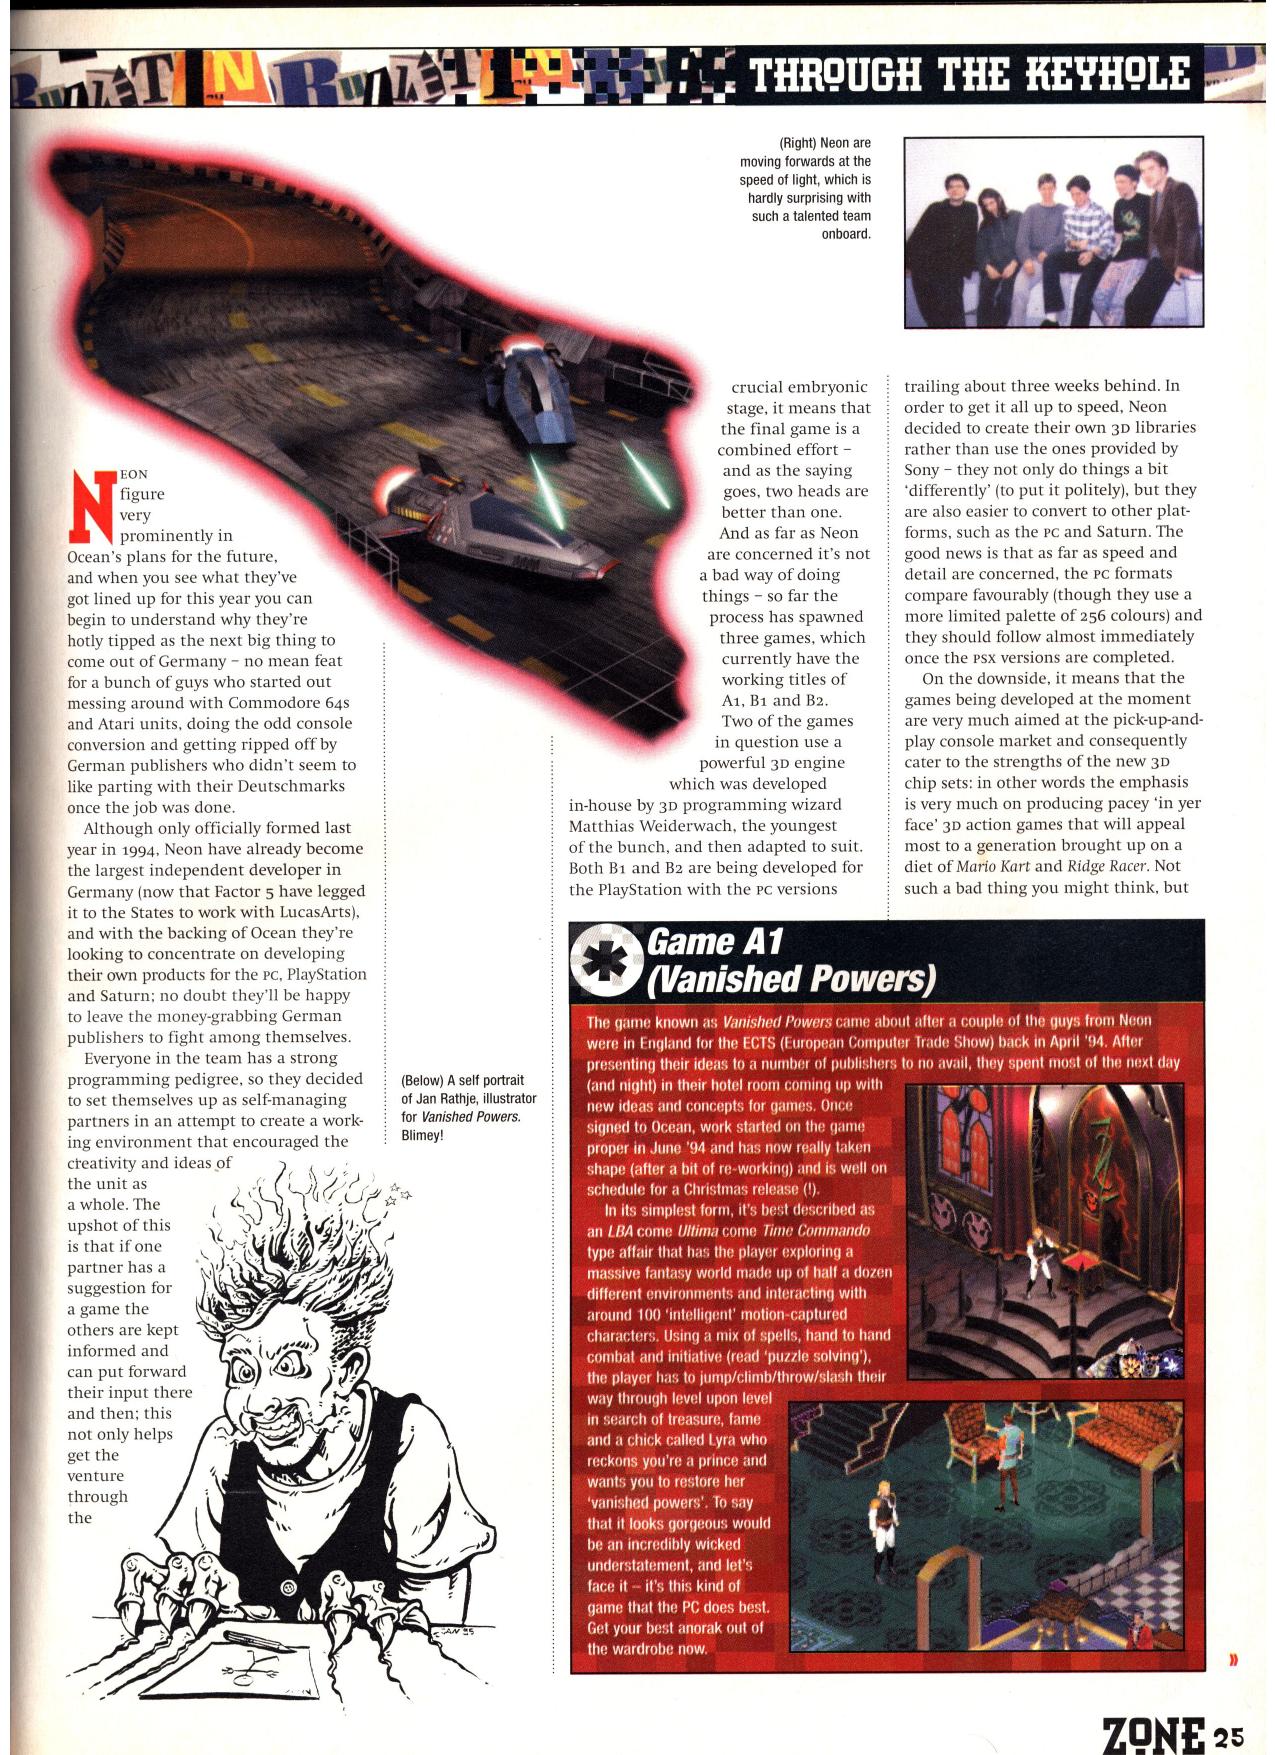 THROUGH THE KEYHOLE
(Right) Neon are
moving forwards at the
speed of light, which is
hardly surprising with
such a talented team
onboard.
NEON
figure
very
prominently in
Ocean's plans for the future,
and when you see what they've
got lined up for this year you can
begin to understand why they're
hotly tipped as the next big thing to
come out of Germany – no mean feat
for a bunch of guys who started out
messing around with Commodore 64s
and Atari units, doing the odd console
conversion and getting ripped off by
German publishers who didn't seem to
like parting with their Deutschmarks
once the job was done.
Although only officially formed last
year in 1994, Neon have already become
the largest independent developer in
Germany (now that Factor 5 have legged
it to the States to work with LucasArts),
and with the backing of Ocean they're
looking to concentrate on developing
their own products for the PC, PlayStation
and Saturn; no doubt they'll be happy
to leave the money-grabbing German
publishers to fight among themselves.
Everyone in the team has a strong
programming pedigree, so they decided
to set themselves up as self-managing
partners in an attempt to create a work-
ing environment that encouraged the
creativity and ideas of
the unit as
a whole. The
upshot of this
is that if one
partner has a
suggestion for
a game the
others are kept
informed and
can put forward
their input there
and then; this
not only helps
get the
venture
through
the
(Below) A self portrait
of Jan Rathje, illustrator
for Vanished Powers.
Blimey!
JAN 95
crucial embryonic
stage, it means that
the final game is a
combined effort –
and as the saying
goes, two heads are
better than one.
And as far as Neon
are concerned it's not
a bad way of doing
things – so far the
process has spawned
three games, which
currently have the
working titles of
A1, B1 and B2.
Two of the games
in question use a
powerful 3D engine
which was developed
in-house by 3D programming wizard
Matthias Weiderwach, the youngest
of the bunch, and then adapted to suit.
Both B1 and B2 are being developed for
the PlayStation with the PC versions
trailing about three weeks behind. In
order to get it all up to speed, Neon
decided to create their own 3D libraries
rather than use the ones provided by
Sony – they not only do things a bit
'differently' (to put it politely), but they
are also easier to convert to other plat-
forms, such as the PC and Saturn. The
good news is that as far as speed and
detail are concerned, the PC formats
compare favourably (though they use a
more limited palette of 256 colours) and
they should follow almost immediately
once the PSX versions are completed.
On the downside, it means that the
games being developed at the moment
are very much aimed at the pick-up-and-
play console market and consequently
cater to the strengths of the new 3D
chip sets: in other words the emphasis
is very much on producing pacey 'in yer
face' 3D action games that will appeal
most to a generation brought up on a
diet of Mario Kart and Ridge Racer. Not
such a bad thing you might think, but
Game A1
(Vanished Powers)
The game known as Vanished Powers came about after a couple of the guys from Neon
were in England for the ECTS (European Computer Trade Show) back in April '94. After
presenting their ideas to a number of publishers to no avail, they spent most of the next day
(and night) in their hotel room coming up with
new ideas and concepts for games. Once
signed to Ocean, work started on the game
proper in June '94 and has now really taken
shape (after a bit of re-working) and is well on
schedule for a Christmas release (!).
In its simplest form, it's best described as
an LBA come Ultima come Time Commando
type affair that has the player exploring a
massive fantasy world made up of half a dozen
different environments and interacting with
around 100 'intelligent' motion-captured
characters. Using a mix of spells, hand to hand
combat and initiative (read 'puzzle solving'),
the player has to jump/climb/throw/slash their
way through level upon level
in search of treasure, fame
and a chick called Lyra who
reckons you're a prince and
wants you to restore her
'vanished powers'. To say
that it looks gorgeous would
be an incredibly wicked
understatement, and let's
face it – it's this kind of
game that the PC does best.
Get your best anorak out of
the wardrobe now.
»
ZONE 25